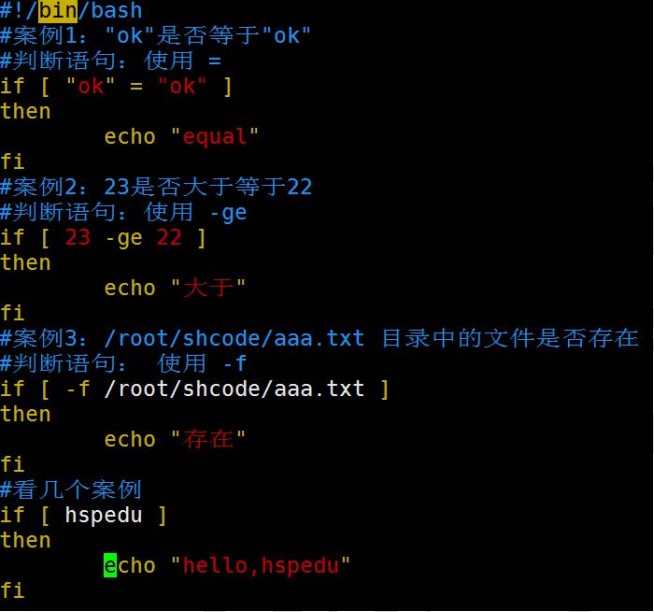 #!/bin/bash
#案例1："ok"是否等于"ok"
#判断语句：使用 =
if [ "ok" = "ok" ]
then
        echo "equal"
fi
#案例2：23是否大于等于22
#判断语句：使用 -ge
if [ 23 -ge 22 ]
then
        echo "大于"
fi
#案例3：/root/shcode/aaa.txt 目录中的文件是否存在
#判断语句： 使用 -f
if [ -f /root/shcode/aaa.txt ]
then
        echo "存在"
fi
#看几个案例
if [ hspedu ]
then
        echo "hello,hspedu"
fi